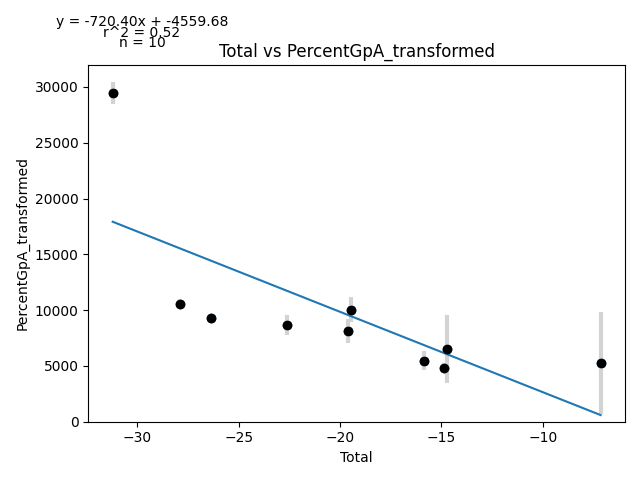 y = -720.40x + -4559.68
r^2 = 0.52
n = 10
Total vs PercentGpA_transformed
PercentGpA_transformed
30000
25000
20000
15000
10000
5000
0
−30
−25
−20
−15
−10
Total